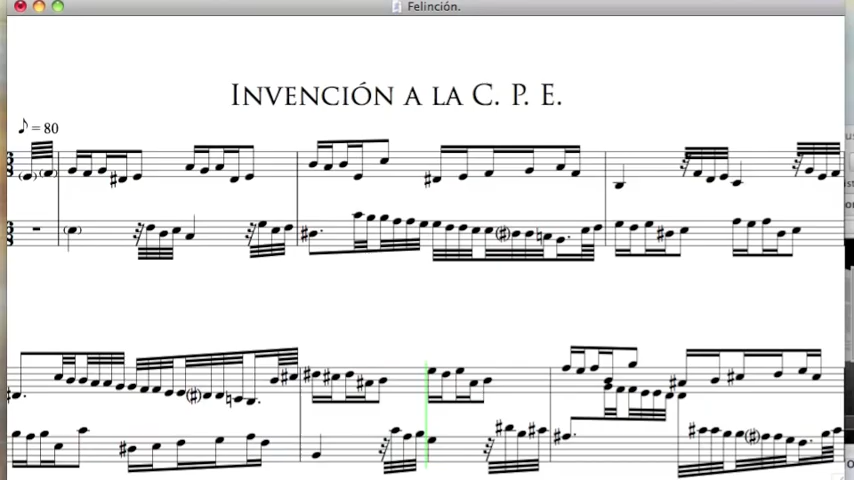 Felinción.
INVENCIÓN A LA C. P. E.
♪ = 80